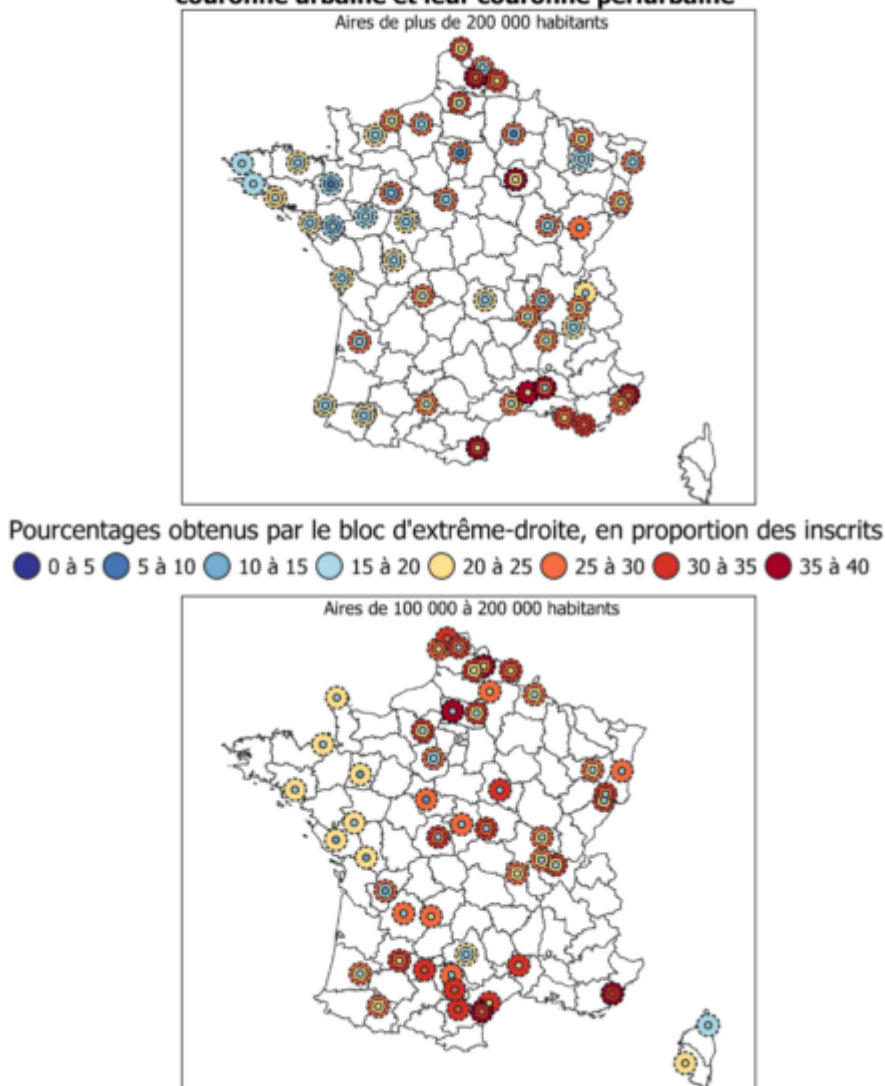 couronne urbaine et leur couronne périurbaine
Aires de plus de 200 000 habitants
Pourcentages obtenus par le bloc d'extrême-droite, en proportion des inscrits
0 à 5 5 à 10 10 à 15 15 à 20 20 à 25 25 à 30 30 à 35 35 à 40
Aires de 100 000 à 200 000 habitants